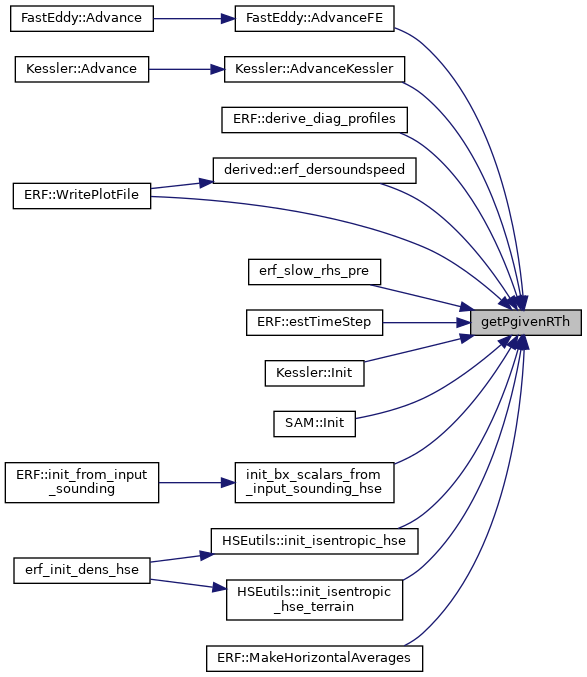 FastEddy::Advance
FastEddy::AdvanceFE
Kessler::Advance
Kessler::AdvanceKessler
ERF::derive_diag_profiles
derived::erf_dersoundspeed
ERF::WritePlotFile
erf_slow_rhs_pre
ERF::estTimeStep
getPgivenRTh
Kessler::Init
SAM::Init
ERF::init_from_input
_sounding
init_bx_scalars_from
_input_sounding_hse
HSEutils::init_isentropic_hse
erf_init_dens_hse
HSEutils::init_isentropic
_hse_terrain
ERF::MakeHorizontalAverages